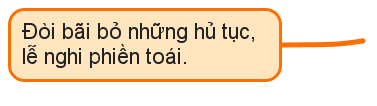 Đòi bãi bỏ những hủ tục,
lễ nghi phiền toái.